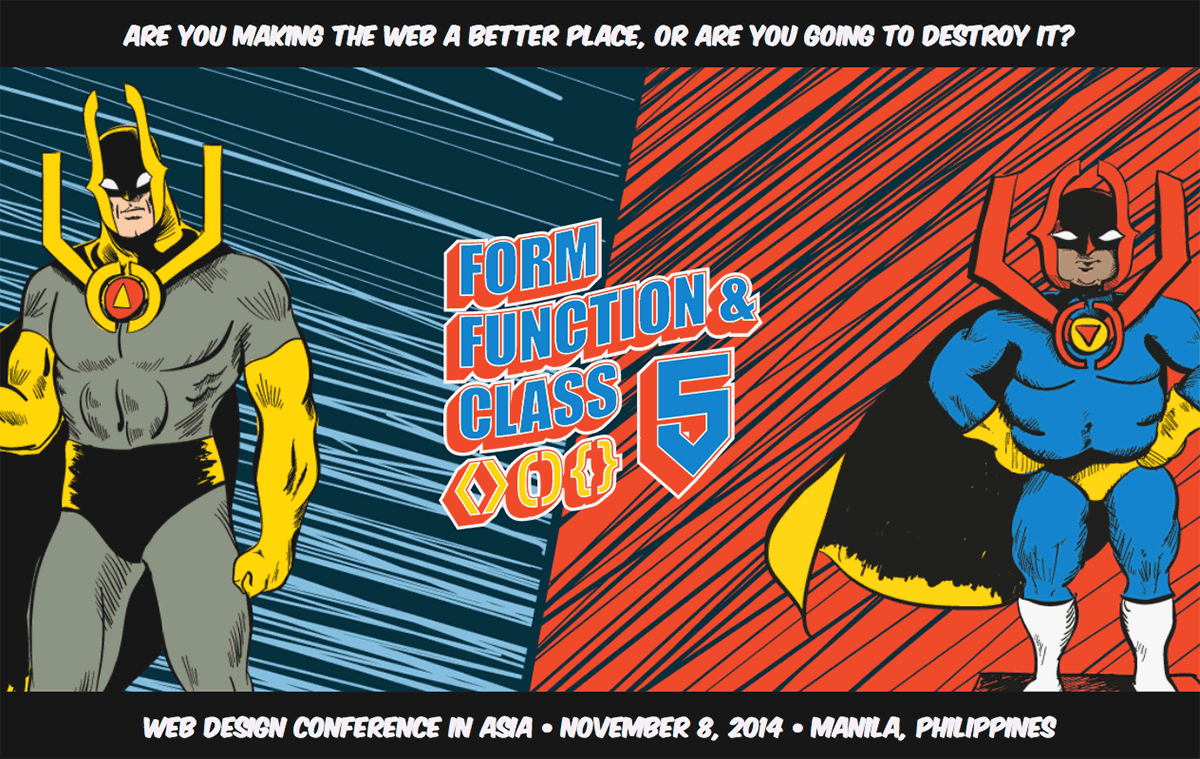 ARE YOU MAKING THE WEB A BETTER PLACE, OR ARE YOU GOING TO DESTROY IT?
FORM
FUNCTION &
CLASS 5
<> () {}
WEB DESIGN CONFERENCE IN ASIA • NOVEMBER 8, 2014 • MANILA, PHILIPPINES